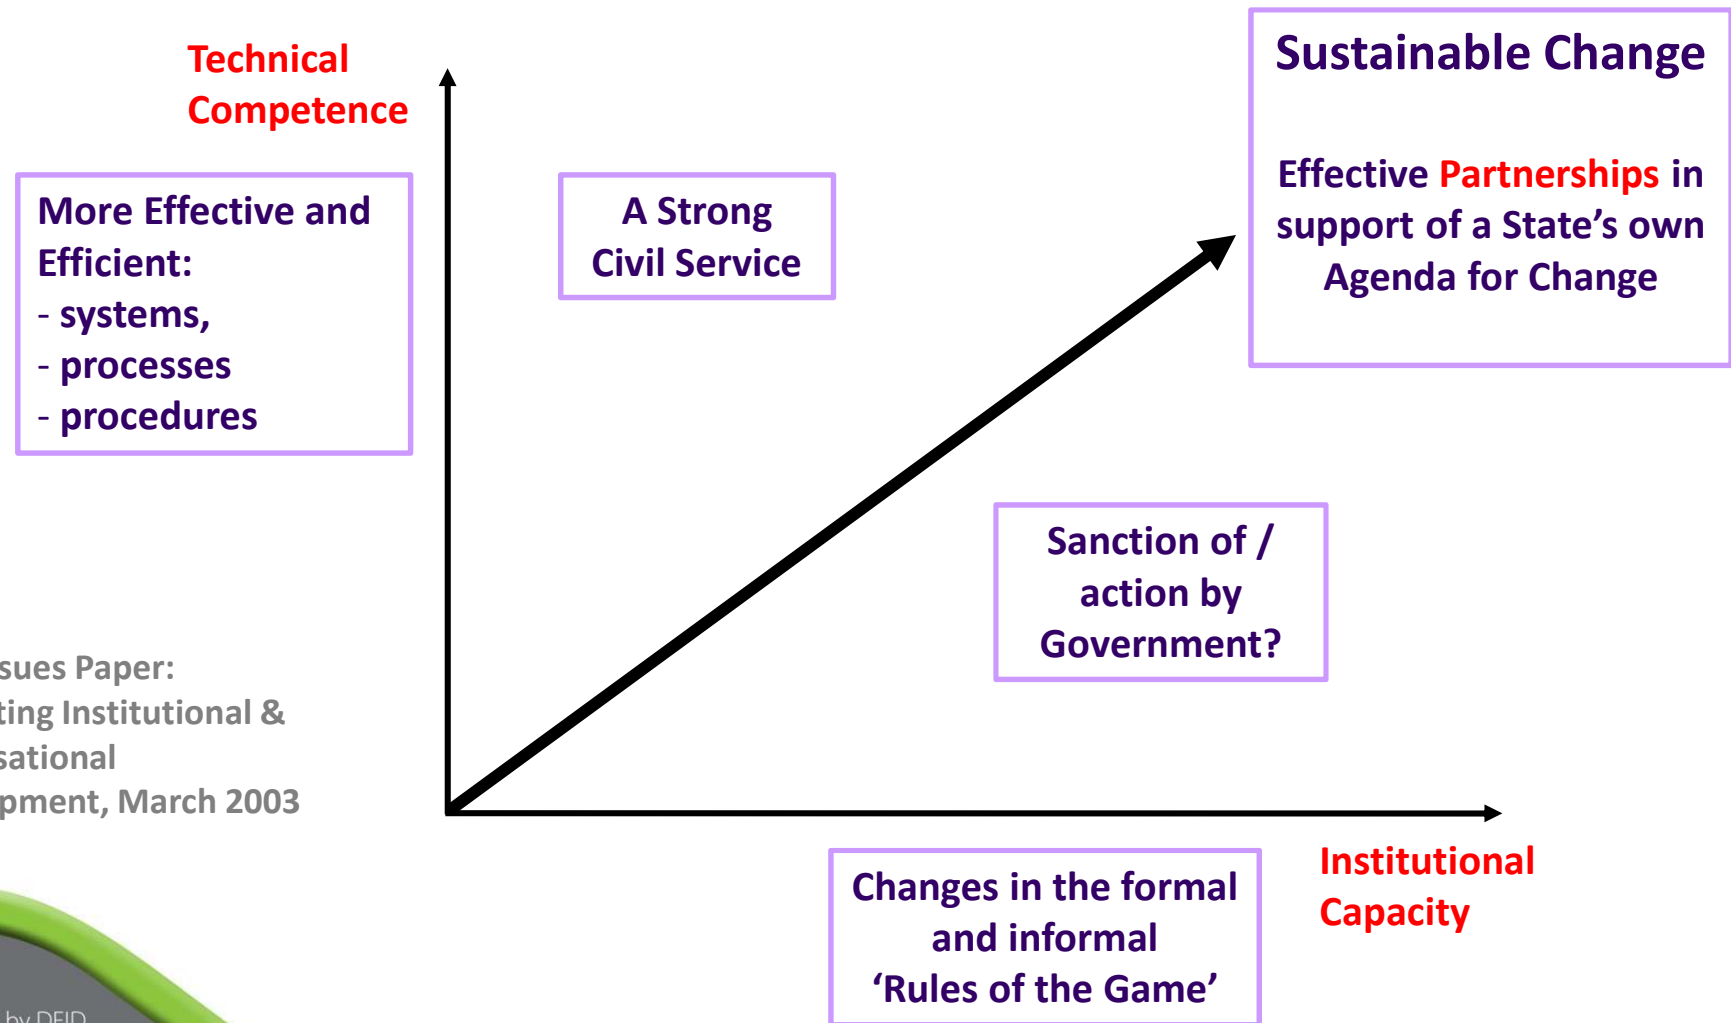 Technical
Competence
Sustainable Change
Effective Partnerships in
support of a State’s own
Agenda for Change
More Effective and
Efficient:
- systems,
- processes
- procedures
A Strong
Civil Service
Sanction of /
action by
Government?
sues Paper:
ting Institutional &
sational
pment, March 2003
Institutional
Capacity
Changes in the formal
and informal
‘Rules of the Game’
by DFID